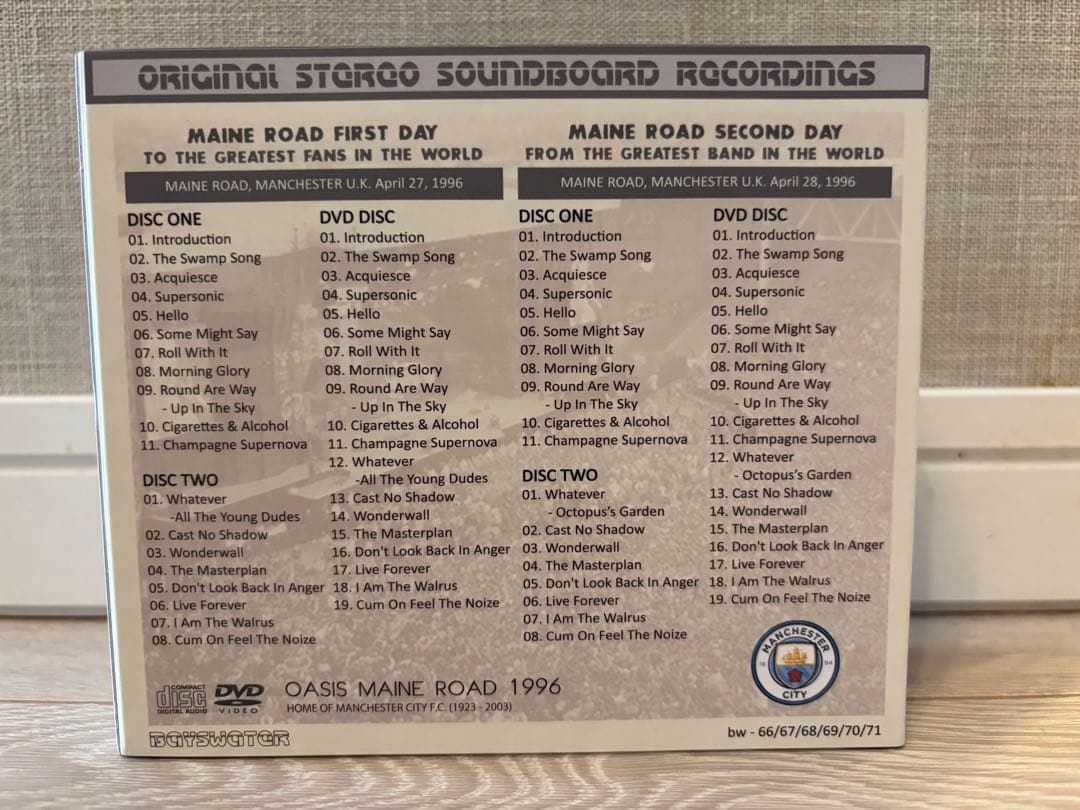 ORIGINAL STEREO SOUNDBOARD RECORDINGS
MAINE ROAD FIRST DAY
TO THE GREATEST FANS IN THE WORLD
MAINE ROAD, MANCHESTER U.K. April 27, 1996
DISC ONE
01. Introduction
02. The Swamp Song
03. Acquiesce
04. Supersonic
05. Hello
06. Some Might Say
07. Roll With It
08. Morning Glory
09. Round Are Way
- Up In The Sky
10. Cigarettes & Alcohol
11. Champagne Supernova
DISC TWO
01. Whatever
-All The Young Dudes
02. Cast No Shadow
03. Wonderwall
04. The Masterplan
05. Don't Look Back In Anger
06. Live Forever
07. I Am The Walrus
08. Cum On Feel The Noize
DVD DISC
01. Introduction
02. The Swamp Song
03. Acquiesce
04. Supersonic
05. Hello
06. Some Might Say
07. Roll With It
08. Morning Glory
09. Round Are Way
- Up In The Sky
10. Cigarettes & Alcohol
11. Champagne Supernova
12. Whatever
-All The Young Dudes
13. Cast No Shadow
14. Wonderwall
15. The Masterplan
16. Don't Look Back In Anger
17. Live Forever
18. I Am The Walrus
19. Cum On Feel The Noize
MAINE ROAD SECOND DAY
FROM THE GREATEST BAND IN THE WORLD
MAINE ROAD, MANCHESTER U.K. April 28, 1996
DISC ONE
01. Introduction
02. The Swamp Song
03. Acquiesce
04. Supersonic
05. Hello
06. Some Might Say
07. Roll With It
08. Morning Glory
09. Round Are Way
- Up In The Sky
10. Cigarettes & Alcohol
11. Champagne Supernova
DISC TWO
01. Whatever
- Octopus's Garden
02. Cast No Shadow
03. Wonderwall
04. The Masterplan
05. Don't Look Back In Anger
06. Live Forever
07. I Am The Walrus
08. Cum On Feel The Noize
DVD DISC
01. Introduction
02. The Swamp Song
03. Acquiesce
04. Supersonic
05. Hello
06. Some Might Say
07. Roll With It
08. Morning Glory
09. Round Are Way
- Up In The Sky
10. Cigarettes & Alcohol
11. Champagne Supernova
12. Whatever
- Octopus's Garden
13. Cast No Shadow
14. Wonderwall
15. The Masterplan
16. Don't Look Back In Anger
17. Live Forever
18. I Am The Walrus
19. Cum On Feel The Noize
MANCHESTER
18 94
CITY
COMPACT
disc
DIGITAL AUDIO
DVD
VIDEO
OASIS MAINE ROAD 1996
HOME OF MANCHESTER CITY F.C. (1923 - 2003)
BAYSWATER
bw - 66/67/68/69/70/71